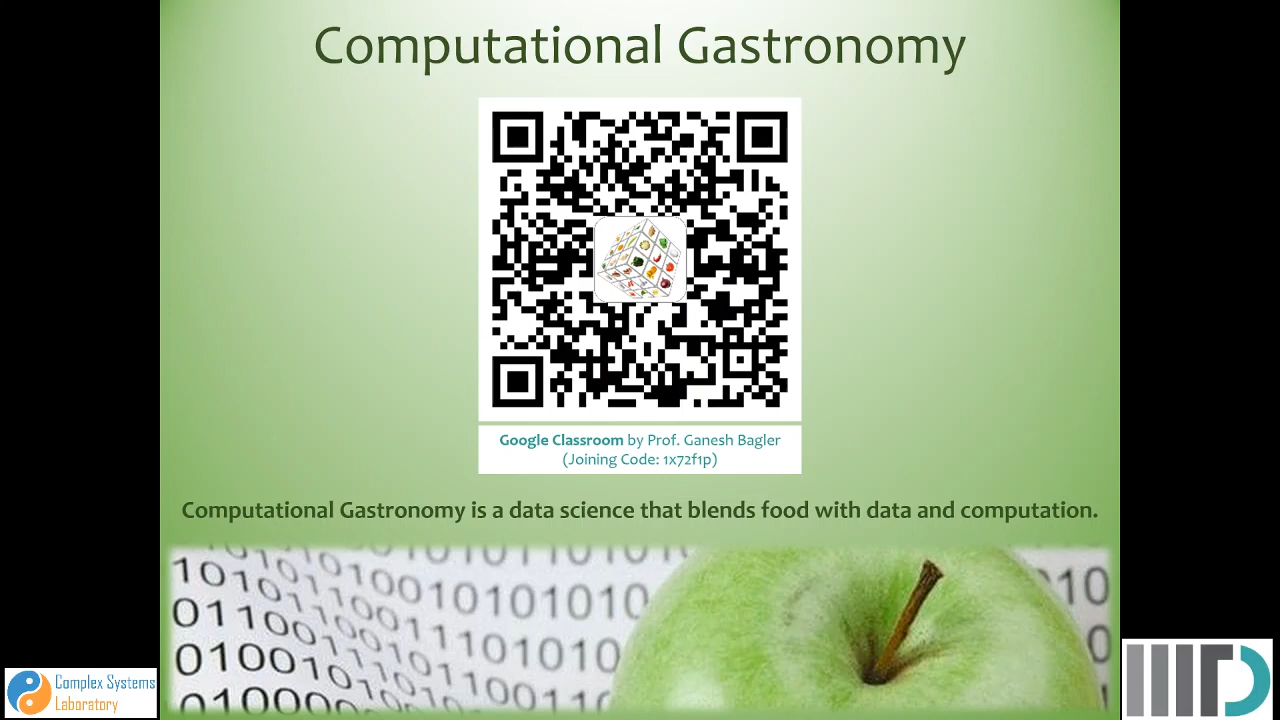 Computational Gastronomy
Google Classroom by Prof. Ganesh Bagler
(Joining Code: 1x72f1p)
Computational Gastronomy is a data science that blends food with data and computation.
Complex Systems
Laboratory